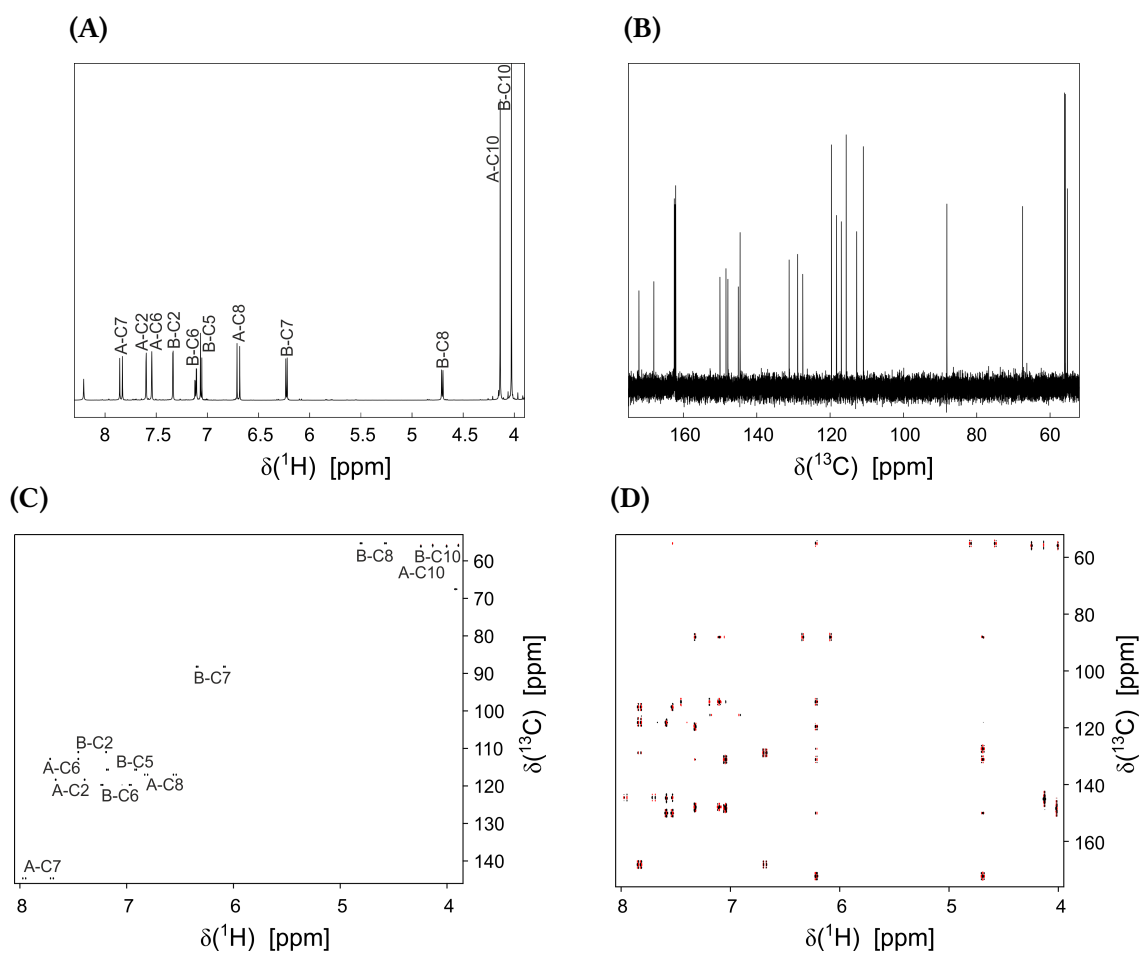 (A)
B-C10
A-C10
A-C7
A-C2
A-C6
B-C2
B-C6
B-C5
A-C8
B-C7
B-C8
8 7.5 7 6.5 6 5.5 5 4.5 4
δ(¹H) [ppm]
(B)
160 140 120 100 80 60
δ(¹³C) [ppm]
(C)
B-C8
B-C10
A-C10
B-C7
B-C2
A-C6
B-C5
A-C2
B-C6
A-C8
A-C7
60
70
80
90
100
110
120
130
140
δ(¹³C) [ppm]
8 7 6 5 4
δ(¹H) [ppm]
(D)
60
80
100
120
140
160
δ(¹³C) [ppm]
8 7 6 5 4
δ(¹H) [ppm]